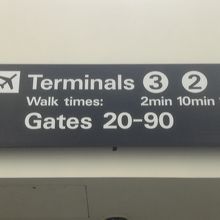 Terminals 3 2
Walk times: 2min 10min
Gates 20-90